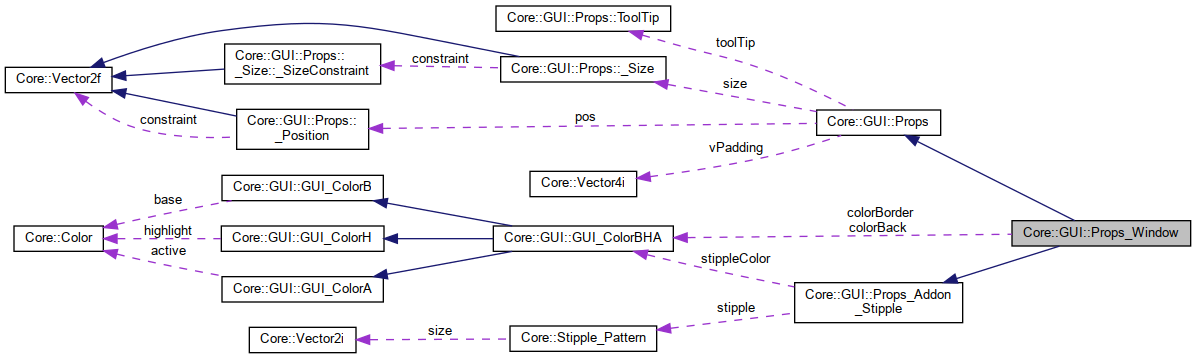 Core::GUI::Props::ToolTip
toolTip
Core::GUI::Props::
_Size::_SizeConstraint
constraint
Core::GUI::Props::_Size
Core::Vector2f
size
constraint
Core::GUI::Props::
_Position
pos
Core::GUI::Props
vPadding
Core::GUI::GUI_ColorB
Core::Vector4i
base
colorBorder
colorBack
Core::Color
highlight
Core::GUI::GUI_ColorH
Core::GUI::GUI_ColorBHA
Core::GUI::Props_Window
active
stippleColor
Core::GUI::GUI_ColorA
Core::GUI::Props_Addon
_Stipple
stipple
Core::Vector2i
size
Core::Stipple_Pattern